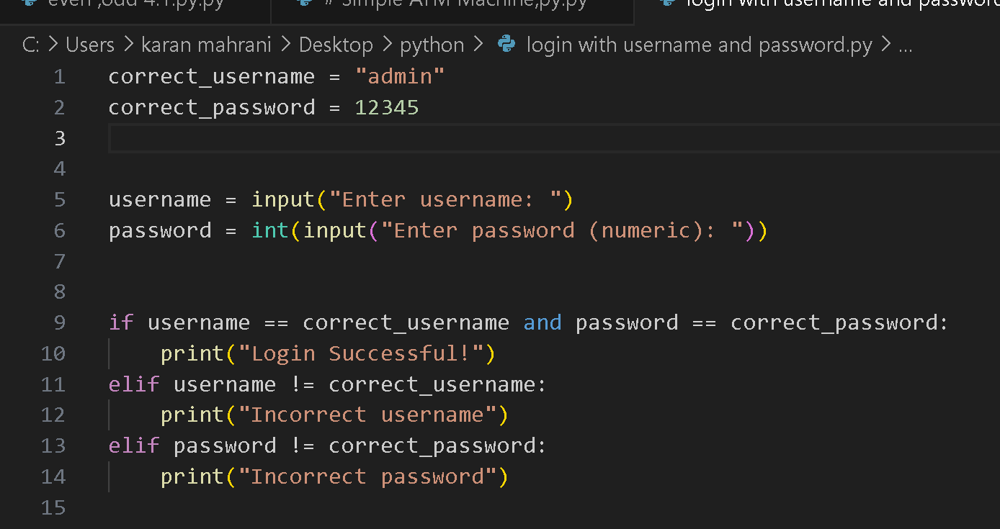 even ,odd 4.1.py.py # Simple ATM Machine,py.py login with username and password
C: > Users > karan mahrani > Desktop > python > login with username and password.py > ...
1 correct_username = "admin"
2 correct_password = 12345
3
4
5 username = input("Enter username: ")
6 password = int(input("Enter password (numeric): "))
7
8
9 if username == correct_username and password == correct_password:
10 print("Login Successful!")
11 elif username != correct_username:
12 print("Incorrect username")
13 elif password != correct_password:
14 print("Incorrect password")
15